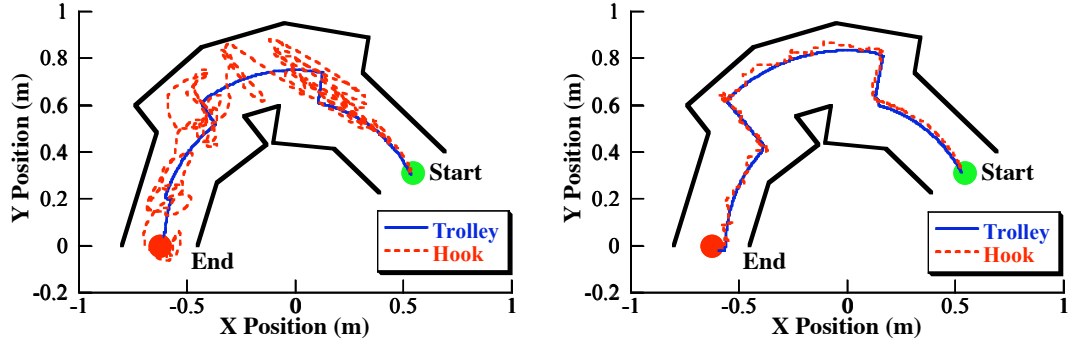 1
0.8
0.6
0.4
0.2
0
-0.2
Y Position (m)
-1
-0.5
0
0.5
1
X Position (m)
Start
End
Trolley
Hook
1
0.8
0.6
0.4
0.2
0
-0.2
Y Position (m)
-1
-0.5
0
0.5
1
X Position (m)
Start
End
Trolley
Hook